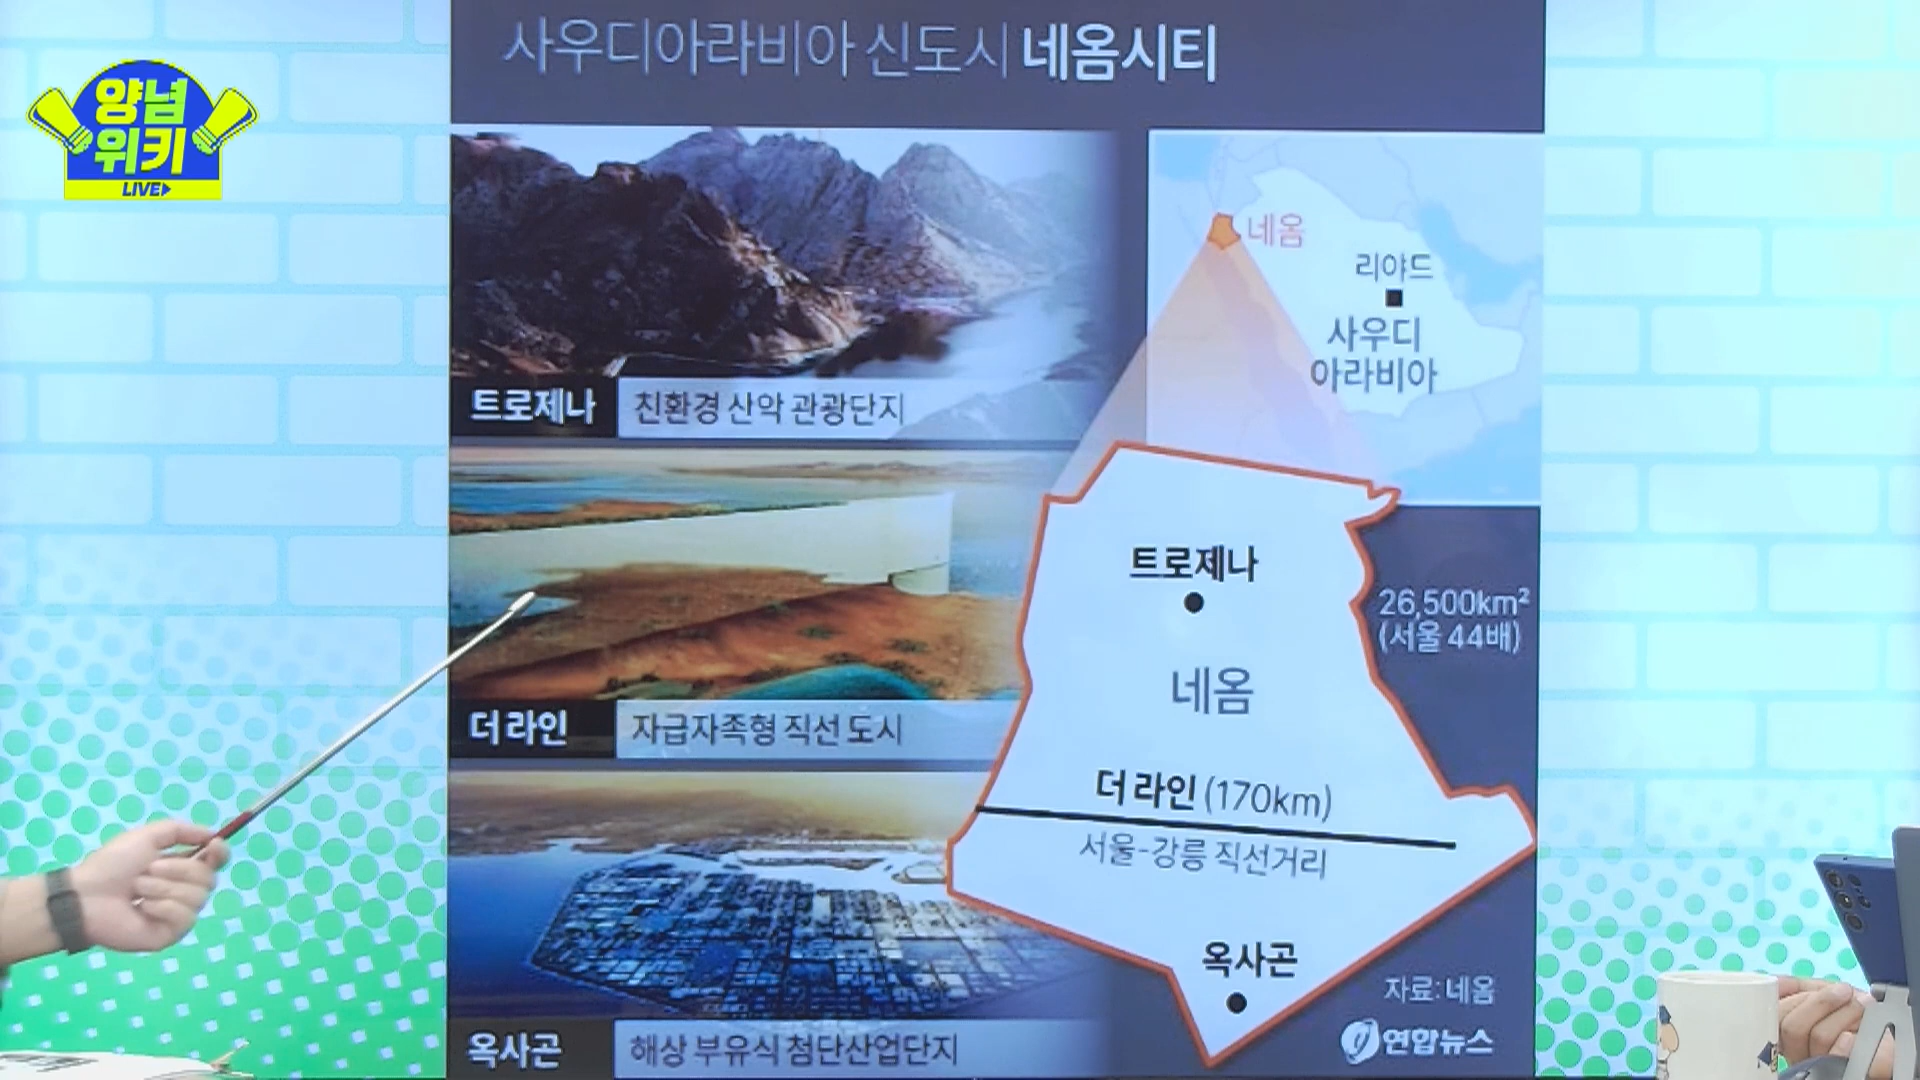 양념
위키
LIVE
사우디아라비아 신도시 네옴시티
네옴
리야드
사우디
아라비아
트로제나
친환경 산악 관광단지
트로제나
26,500km²
(서울 44배)
네옴
더 라인
자급자족형 직선 도시
더 라인 (170km)
서울-강릉 직선거리
옥사곤
자료: 네옴
연합뉴스
옥사곤
해상 부유식 첨단산업단지